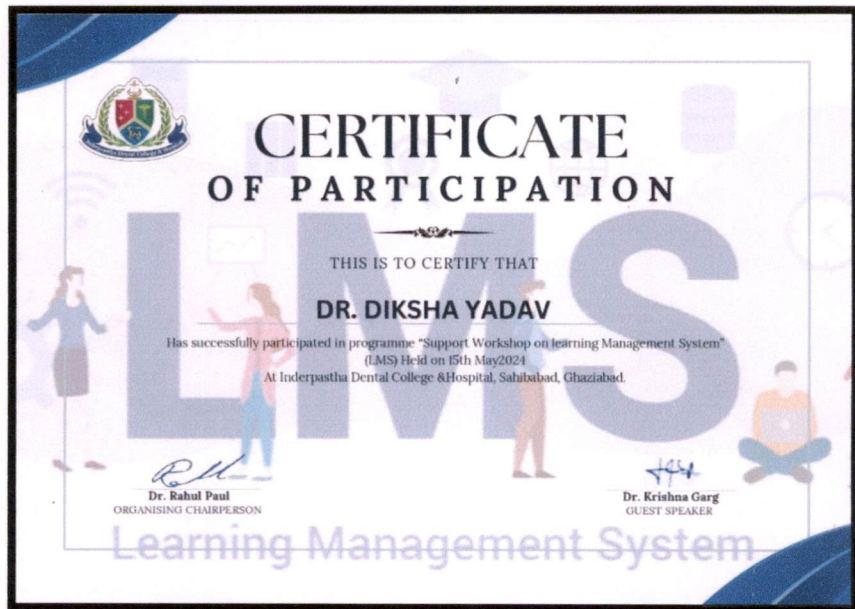 CERTIFICATE
OF PARTICIPATION
THIS IS TO CERTIFY THAT
DR. DIKSHA YADAV
Has successfully participated in programme “Support Workshop on learning Management System”
(LMS) Held on 15th May2024
At Inderpastha Dental College &Hospital, Sahibabad, Ghaziabad.
LMS
Dr. Rahul Paul
ORGANISING CHAIRPERSON
Dr. Krishna Garg
GUEST SPEAKER
Learning Management System